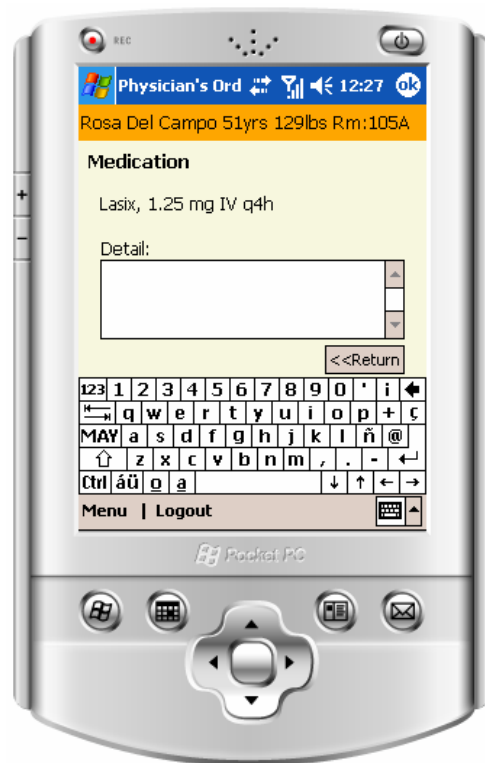 REC
Physician's Ord 12:27 ok
Rosa Del Campo 51yrs 129lbs Rm:105A
Medication
Lasix, 1.25 mg IV q4h
Detail:
<<Return
123 1 2 3 4 5 6 7 8 9 0 ' i
q w e r t y u i o p + ç
MAY a s d f g h j k l ñ @
z x c v b n m , . -
Ctrl áü o a ↓ ↑ ← →
Menu | Logout
Pocket PC